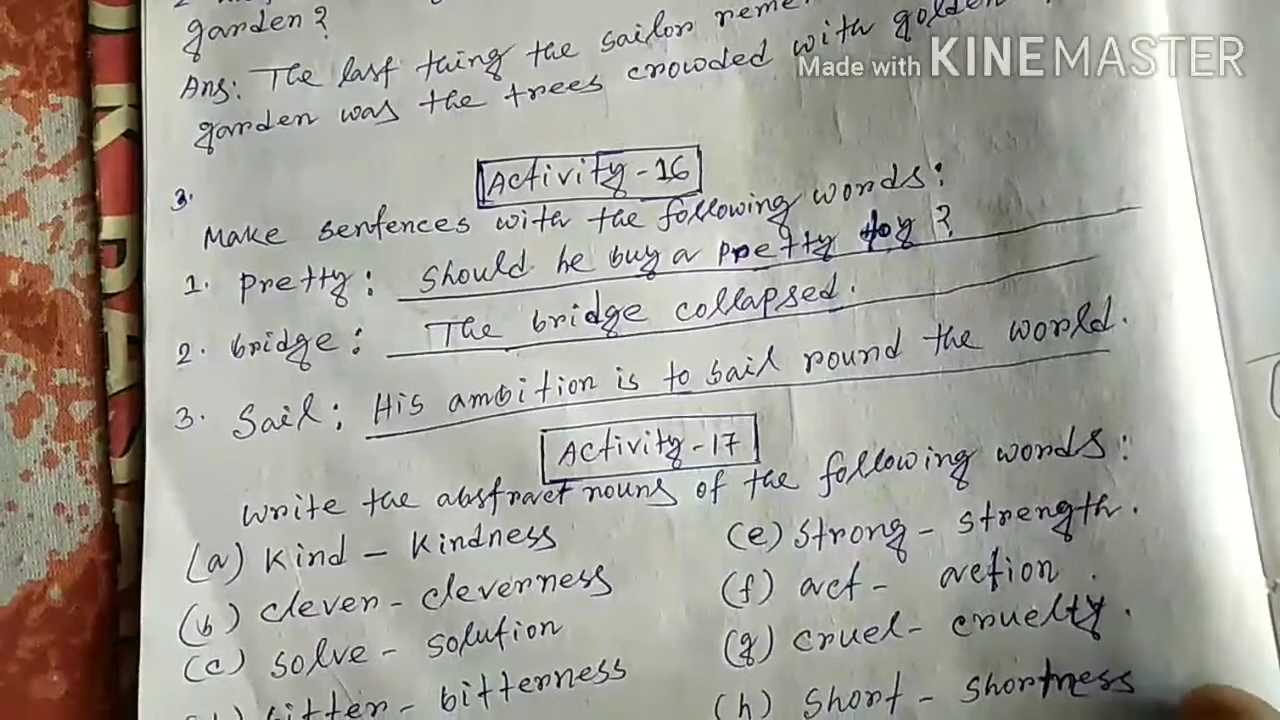 garden?
Ans: The last thing the sailor
garden was the trees crowded with golden
Made with KINEMASTER
Activity-16
3.
Make sentences with the following words:
1. Pretty: Should he buy a pretty toy?
2. bridge: The bridge collapsed.
3. Sail: His ambition is to sail round the world.
Activity-17
Write the abstract nouns of the following words:
(a) Kind - Kindness
(e) Strong - Strength.
(b) clever - cleverness
(f) act - action.
(c) solve - solution
(g) cruel - cruelty.
bitter - bitterness
(h) Short - Shortness